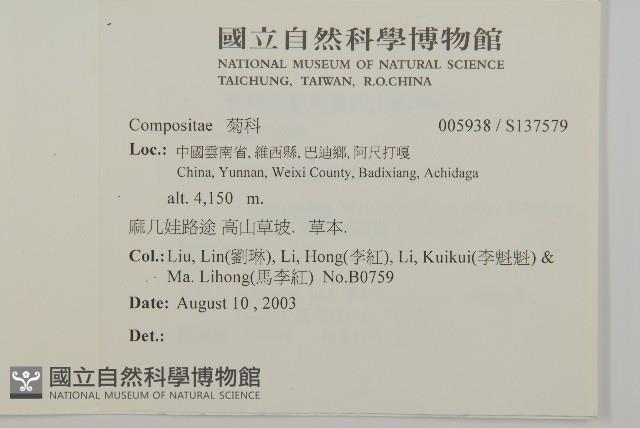 國立自然科學博物館
NATIONAL MUSEUM OF NATURAL SCIENCE
TAICHUNG, TAIWAN, R.O.CHINA
Compositae 菊科 005938 / S137579
Loc.: 中國雲南省, 維西縣, 巴迪鄉, 阿尺打嘎
China, Yunnan, Weixi County, Badixiang, Achidaga
alt. 4,150 m.
麻几娃路途 高山草坡. 草本.
Col.: Liu, Lin(劉琳), Li, Hong(李紅), Li, Kuikui(李魁魁) &
Ma. Lihong(馬李紅) No.B0759
Date: August 10 , 2003
Det.:
國立自然科學博物館
NATIONAL MUSEUM OF NATURAL SCIENCE